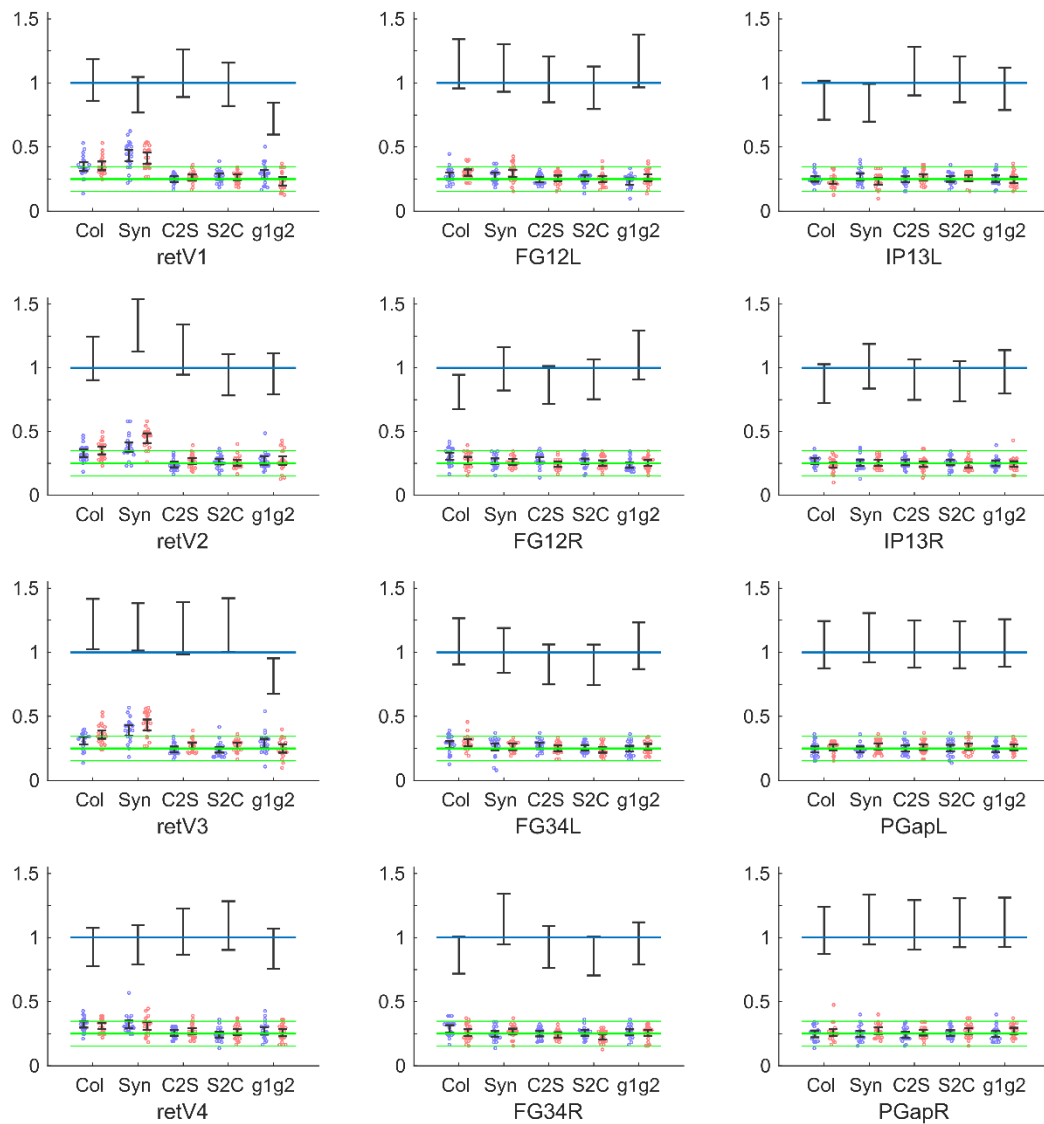 1.5 1.5 1.5
1 1 1
0.5 0.5 0.5
0 0 0
Col Syn C2S S2C g1g2 Col Syn C2S S2C g1g2 Col Syn C2S S2C g1g2
retV1 FG12L IP13L
1.5 1.5 1.5
1 1 1
0.5 0.5 0.5
0 0 0
Col Syn C2S S2C g1g2 Col Syn C2S S2C g1g2 Col Syn C2S S2C g1g2
retV2 FG12R IP13R
1.5 1.5 1.5
1 1 1
0.5 0.5 0.5
0 0 0
Col Syn C2S S2C g1g2 Col Syn C2S S2C g1g2 Col Syn C2S S2C g1g2
retV3 FG34L PGapL
1.5 1.5 1.5
1 1 1
0.5 0.5 0.5
0 0 0
Col Syn C2S S2C g1g2 Col Syn C2S S2C g1g2 Col Syn C2S S2C g1g2
retV4 FG34R PGapR